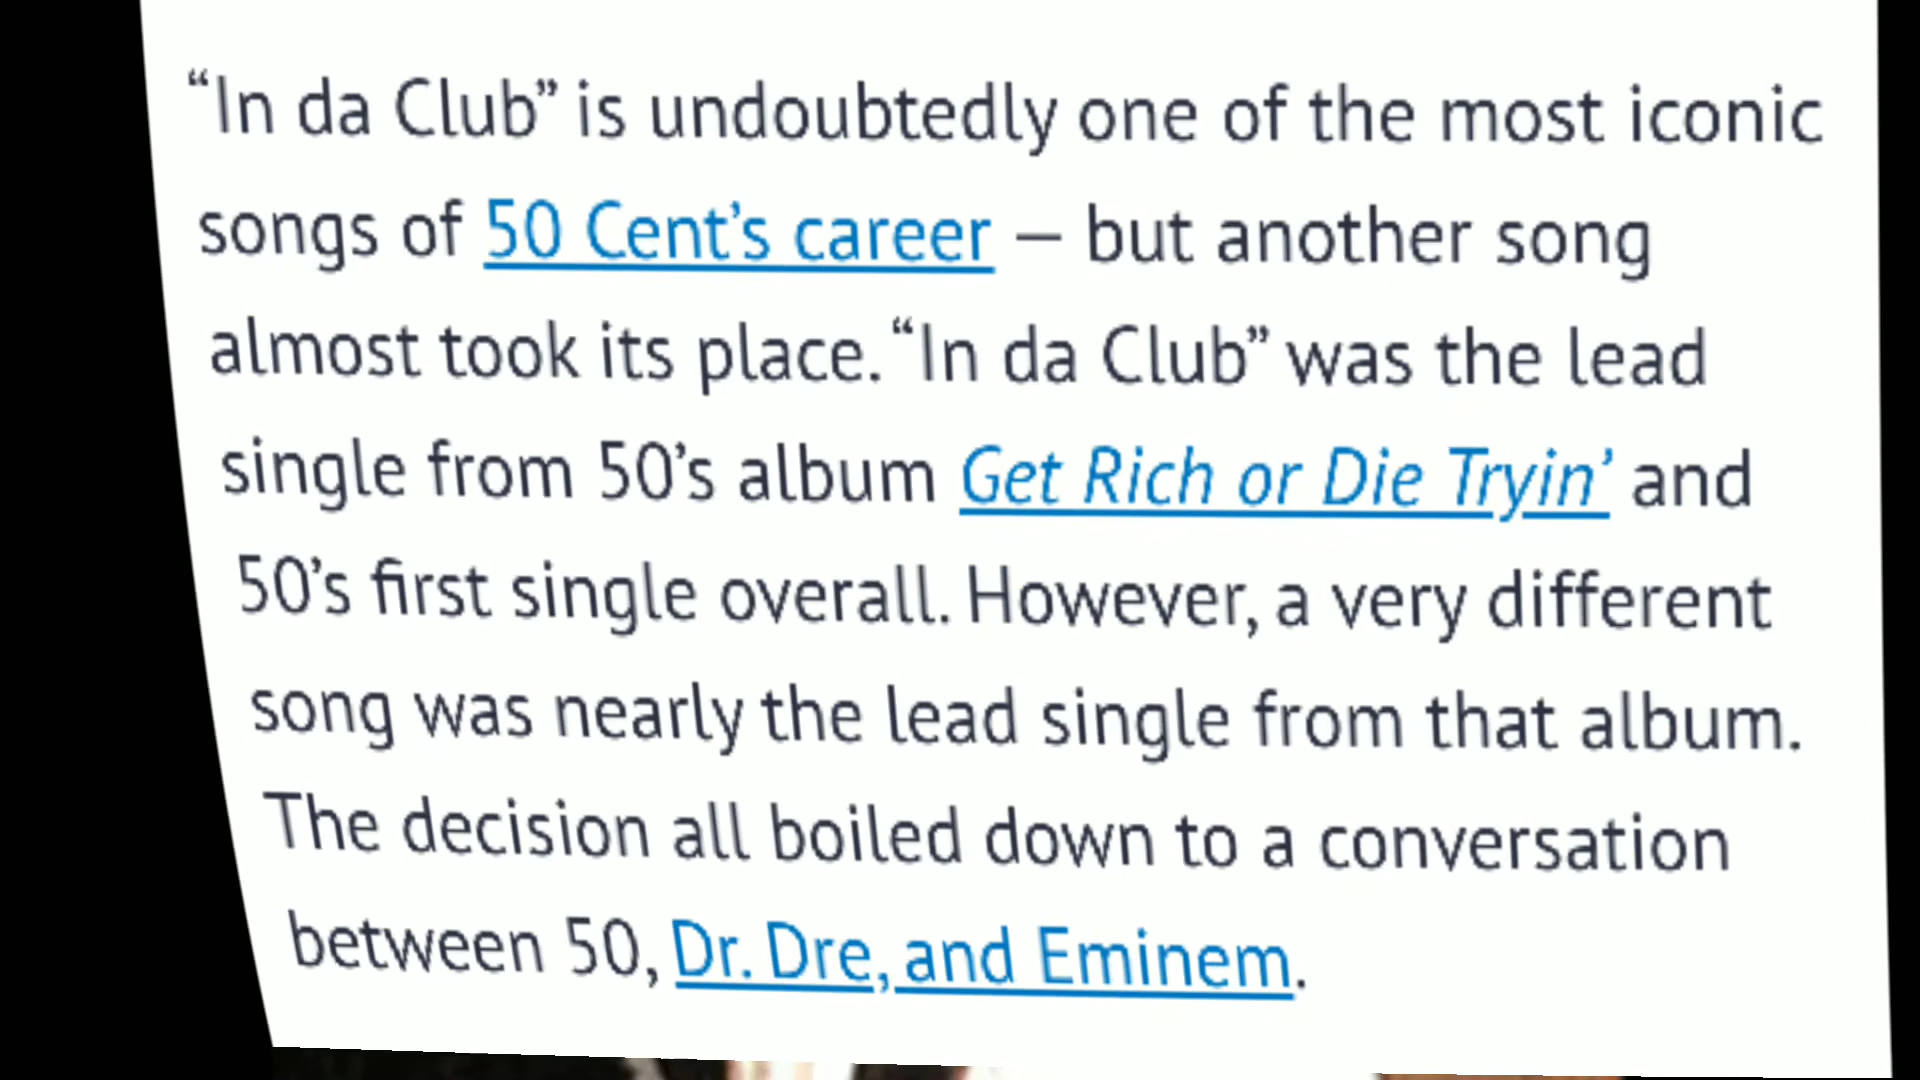 “In da Club” is undoubtedly one of the most iconic
songs of 50 Cent’s career — but another song
almost took its place. “In da Club” was the lead
single from 50’s album Get Rich or Die Tryin’ and
50’s first single overall. However, a very different
song was nearly the lead single from that album.
The decision all boiled down to a conversation
between 50, Dr. Dre, and Eminem.